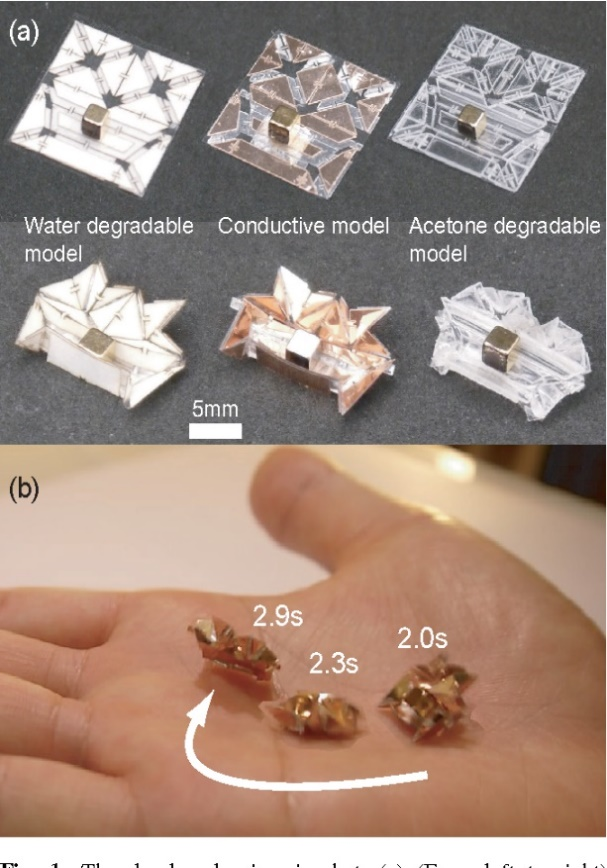 (a)
Water degradable model
Conductive model
Acetone degradable model
5mm
(b)
2.9s
2.3s
2.0s